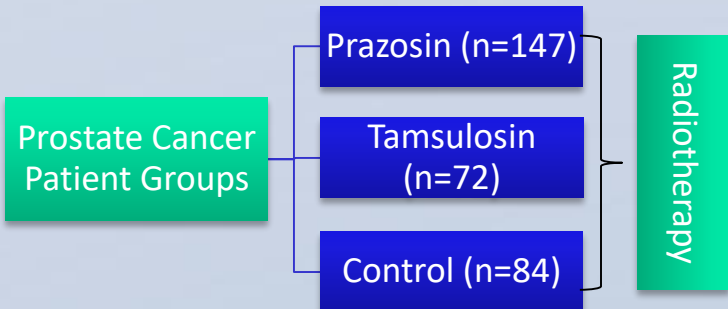 Prostate Cancer
Patient Groups
Prazosin (n=147)
Tamsulosin
(n=72)
Control (n=84)
Radiotherapy